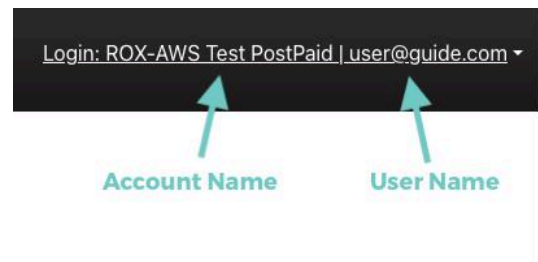 Login: ROX-AWS Test PostPaid | user@guide.com
Account Name
User Name